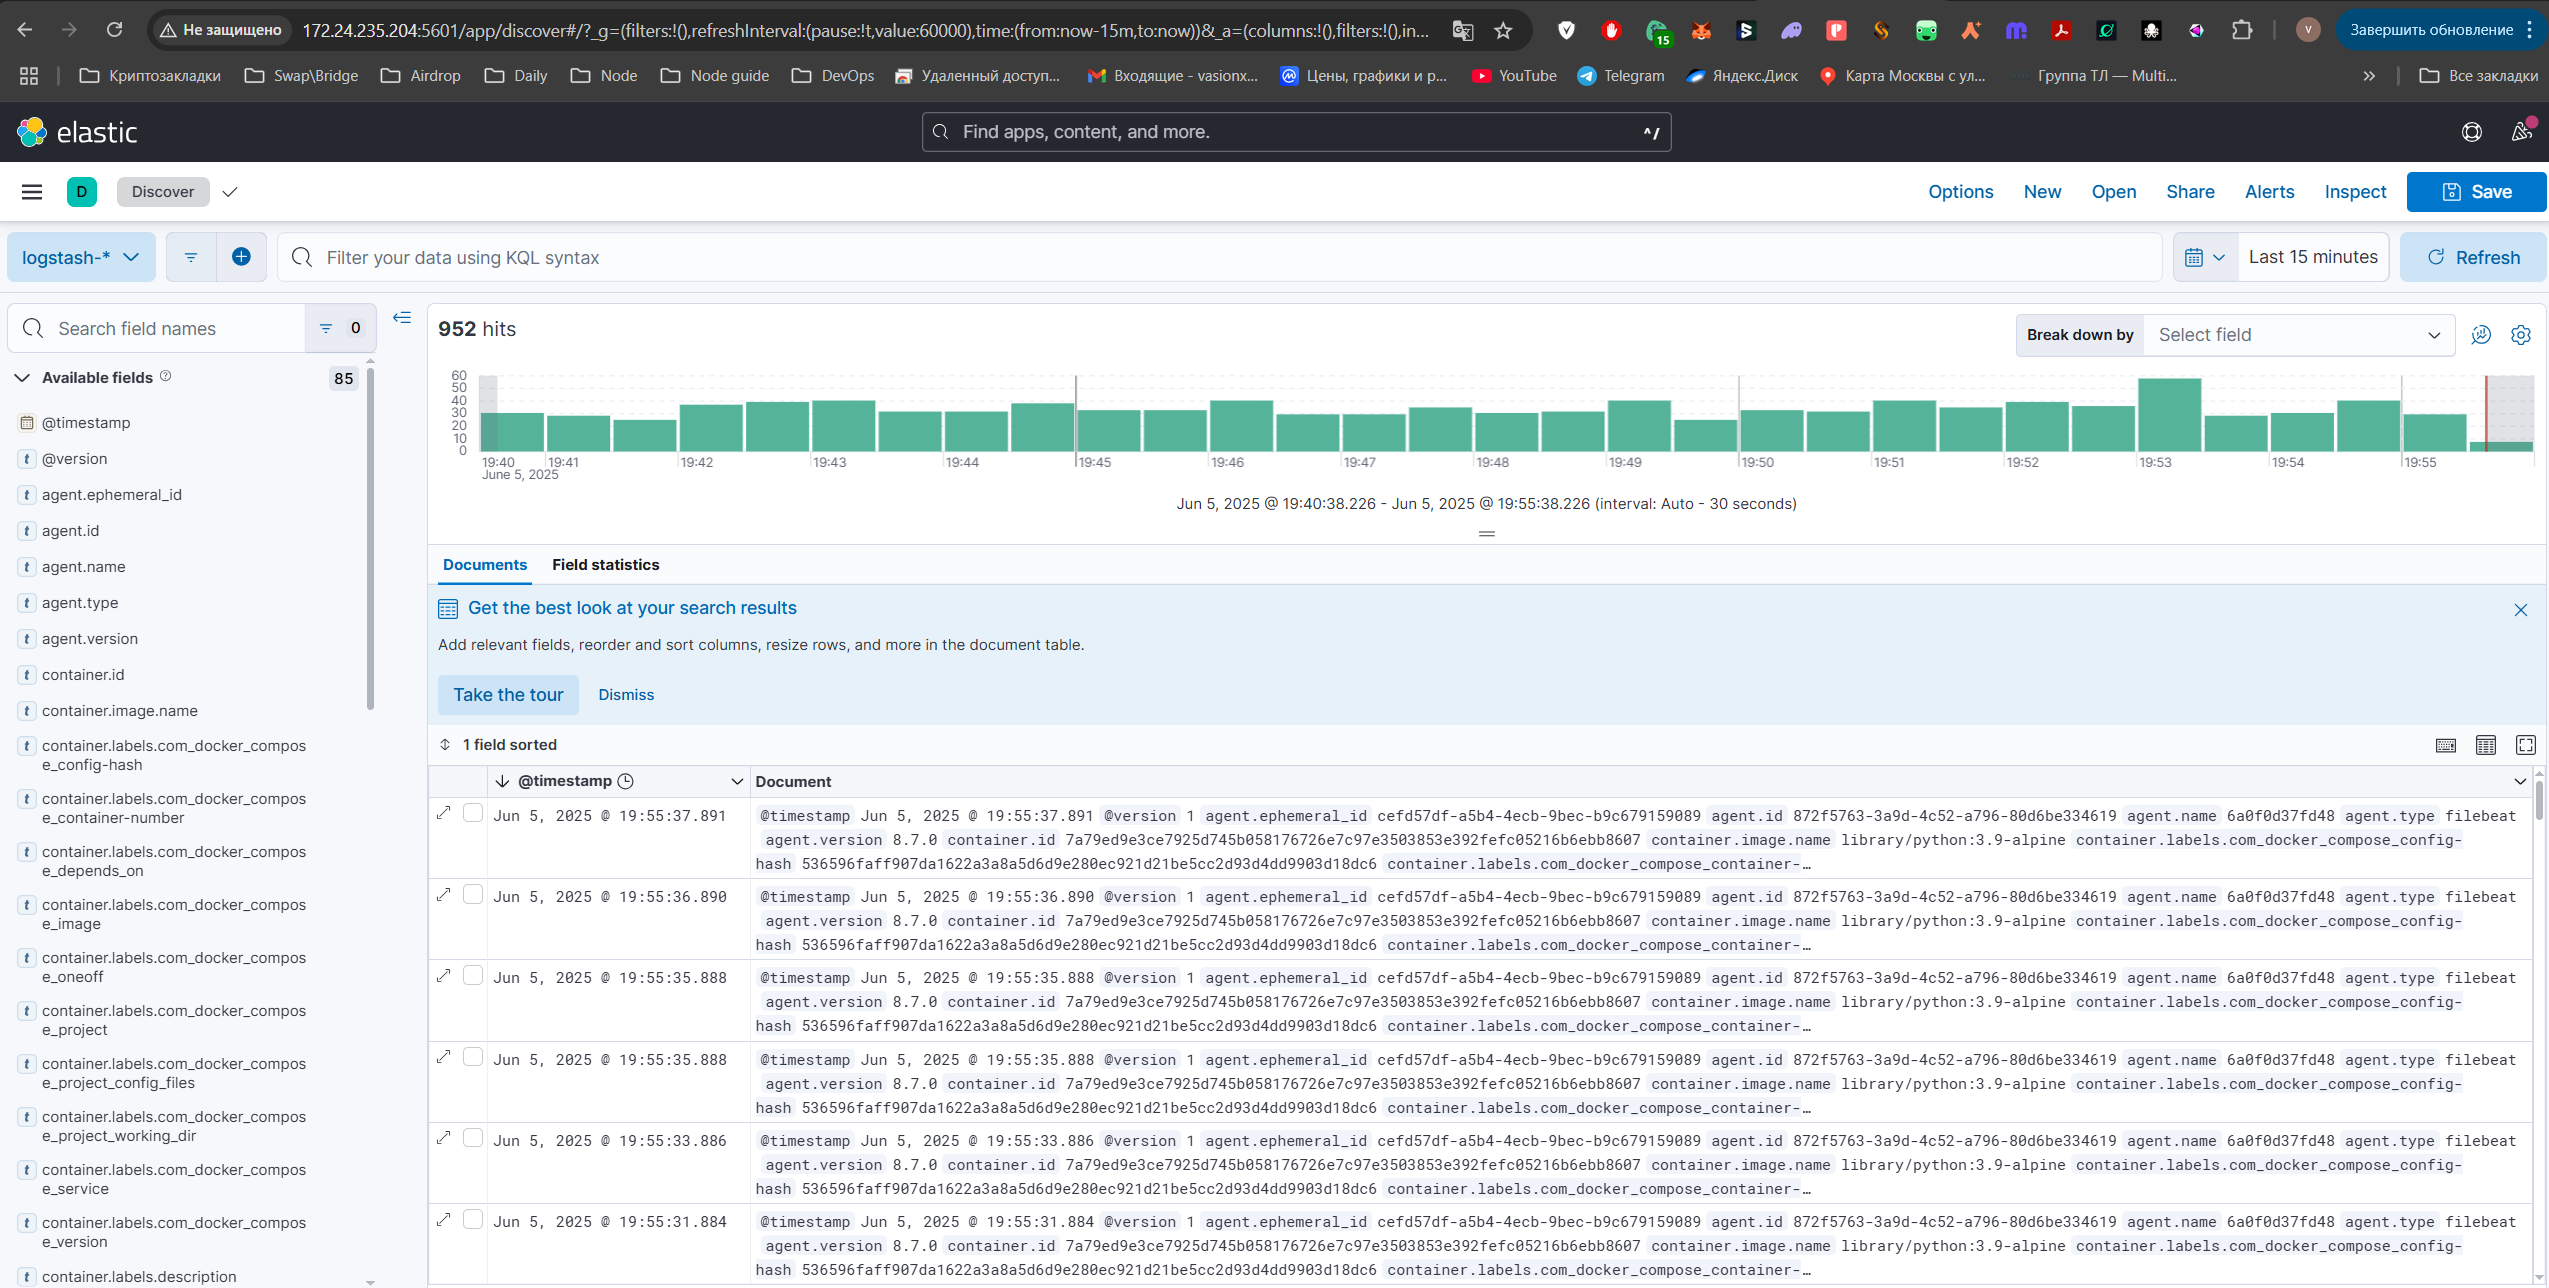 Не защищено
172.24.235.204:5601/app/discover#/?_g=(filters:!(),refreshInterval:(pause:!t,value:60000),time:(from:now-15m,to:now))&_a=(columns:!(),filters:!(),in...
15
V
Завершить обновление
Криптозакладки
Swap\Bridge
Airdrop
Daily
Node
Node guide
DevOps
Удаленный доступ...
Входящие - vasionx...
Цены, графики и р...
YouTube
Telegram
Яндекс.Диск
Карта Москвы с ул...
Группа ТЛ — Multi...
»
Все закладки
elastic
Find apps, content, and more.
^/
D
Discover
Options
New
Open
Share
Alerts
Inspect
Save
logstash-*
Filter your data using KQL syntax
Last 15 minutes
Refresh
Search field names
0
Available fields
85
@timestamp
@version
agent.ephemeral_id
agent.id
agent.name
agent.type
agent.version
container.id
container.image.name
container.labels.com_docker_compos
e_config-hash
container.labels.com_docker_compos
e_container-number
container.labels.com_docker_compos
e_depends_on
container.labels.com_docker_compos
e_image
container.labels.com_docker_compos
e_oneoff
container.labels.com_docker_compos
e_project
container.labels.com_docker_compos
e_project_config_files
container.labels.com_docker_compos
e_project_working_dir
container.labels.com_docker_compos
e_service
container.labels.com_docker_compos
e_version
container.labels.description
952 hits
Break down by
Select field
60
50
40
30
20
10
0
19:40
19:41
19:42
19:43
19:44
19:45
19:46
19:47
19:48
19:49
19:50
19:51
19:52
19:53
19:54
19:55
June 5, 2025
Jun 5, 2025 @ 19:40:38.226 - Jun 5, 2025 @ 19:55:38.226 (interval: Auto - 30 seconds)
Documents
Field statistics
Get the best look at your search results
Add relevant fields, reorder and sort columns, resize rows, and more in the document table.
Take the tour
Dismiss
1 field sorted
@timestamp
Document
Jun 5, 2025 @ 19:55:37.891
@timestamp Jun 5, 2025 @ 19:55:37.891 @version 1 agent.ephemeral_id cefd57df-a5b4-4ecb-9bec-b9c679159089 agent.id 872f5763-3a9d-4c52-a796-80d6be334619 agent.name 6a0f0d37fd48 agent.type filebeat
agent.version 8.7.0 container.id 7a79ed9e3ce7925d745b058176726e7c97e3503853e392fefc05216b6ebb8607 container.image.name library/python:3.9-alpine container.labels.com_docker_compose_config-
hash 536596faff907da1622a3a8a5d6d9e280ec921d21be5cc2d93d4dd9903d18dc6 container.labels.com_docker_compose_container-…
Jun 5, 2025 @ 19:55:36.890
@timestamp Jun 5, 2025 @ 19:55:36.890 @version 1 agent.ephemeral_id cefd57df-a5b4-4ecb-9bec-b9c679159089 agent.id 872f5763-3a9d-4c52-a796-80d6be334619 agent.name 6a0f0d37fd48 agent.type filebeat
agent.version 8.7.0 container.id 7a79ed9e3ce7925d745b058176726e7c97e3503853e392fefc05216b6ebb8607 container.image.name library/python:3.9-alpine container.labels.com_docker_compose_config-
hash 536596faff907da1622a3a8a5d6d9e280ec921d21be5cc2d93d4dd9903d18dc6 container.labels.com_docker_compose_container-…
Jun 5, 2025 @ 19:55:35.888
@timestamp Jun 5, 2025 @ 19:55:35.888 @version 1 agent.ephemeral_id cefd57df-a5b4-4ecb-9bec-b9c679159089 agent.id 872f5763-3a9d-4c52-a796-80d6be334619 agent.name 6a0f0d37fd48 agent.type filebeat
agent.version 8.7.0 container.id 7a79ed9e3ce7925d745b058176726e7c97e3503853e392fefc05216b6ebb8607 container.image.name library/python:3.9-alpine container.labels.com_docker_compose_config-
hash 536596faff907da1622a3a8a5d6d9e280ec921d21be5cc2d93d4dd9903d18dc6 container.labels.com_docker_compose_container-…
Jun 5, 2025 @ 19:55:35.888
@timestamp Jun 5, 2025 @ 19:55:35.888 @version 1 agent.ephemeral_id cefd57df-a5b4-4ecb-9bec-b9c679159089 agent.id 872f5763-3a9d-4c52-a796-80d6be334619 agent.name 6a0f0d37fd48 agent.type filebeat
agent.version 8.7.0 container.id 7a79ed9e3ce7925d745b058176726e7c97e3503853e392fefc05216b6ebb8607 container.image.name library/python:3.9-alpine container.labels.com_docker_compose_config-
hash 536596faff907da1622a3a8a5d6d9e280ec921d21be5cc2d93d4dd9903d18dc6 container.labels.com_docker_compose_container-…
Jun 5, 2025 @ 19:55:33.886
@timestamp Jun 5, 2025 @ 19:55:33.886 @version 1 agent.ephemeral_id cefd57df-a5b4-4ecb-9bec-b9c679159089 agent.id 872f5763-3a9d-4c52-a796-80d6be334619 agent.name 6a0f0d37fd48 agent.type filebeat
agent.version 8.7.0 container.id 7a79ed9e3ce7925d745b058176726e7c97e3503853e392fefc05216b6ebb8607 container.image.name library/python:3.9-alpine container.labels.com_docker_compose_config-
hash 536596faff907da1622a3a8a5d6d9e280ec921d21be5cc2d93d4dd9903d18dc6 container.labels.com_docker_compose_container-…
Jun 5, 2025 @ 19:55:31.884
@timestamp Jun 5, 2025 @ 19:55:31.884 @version 1 agent.ephemeral_id cefd57df-a5b4-4ecb-9bec-b9c679159089 agent.id 872f5763-3a9d-4c52-a796-80d6be334619 agent.name 6a0f0d37fd48 agent.type filebeat
agent.version 8.7.0 container.id 7a79ed9e3ce7925d745b058176726e7c97e3503853e392fefc05216b6ebb8607 container.image.name library/python:3.9-alpine container.labels.com_docker_compose_config-
hash 536596faff907da1622a3a8a5d6d9e280ec921d21be5cc2d93d4dd9903d18dc6 container.labels.com_docker_compose_container-…